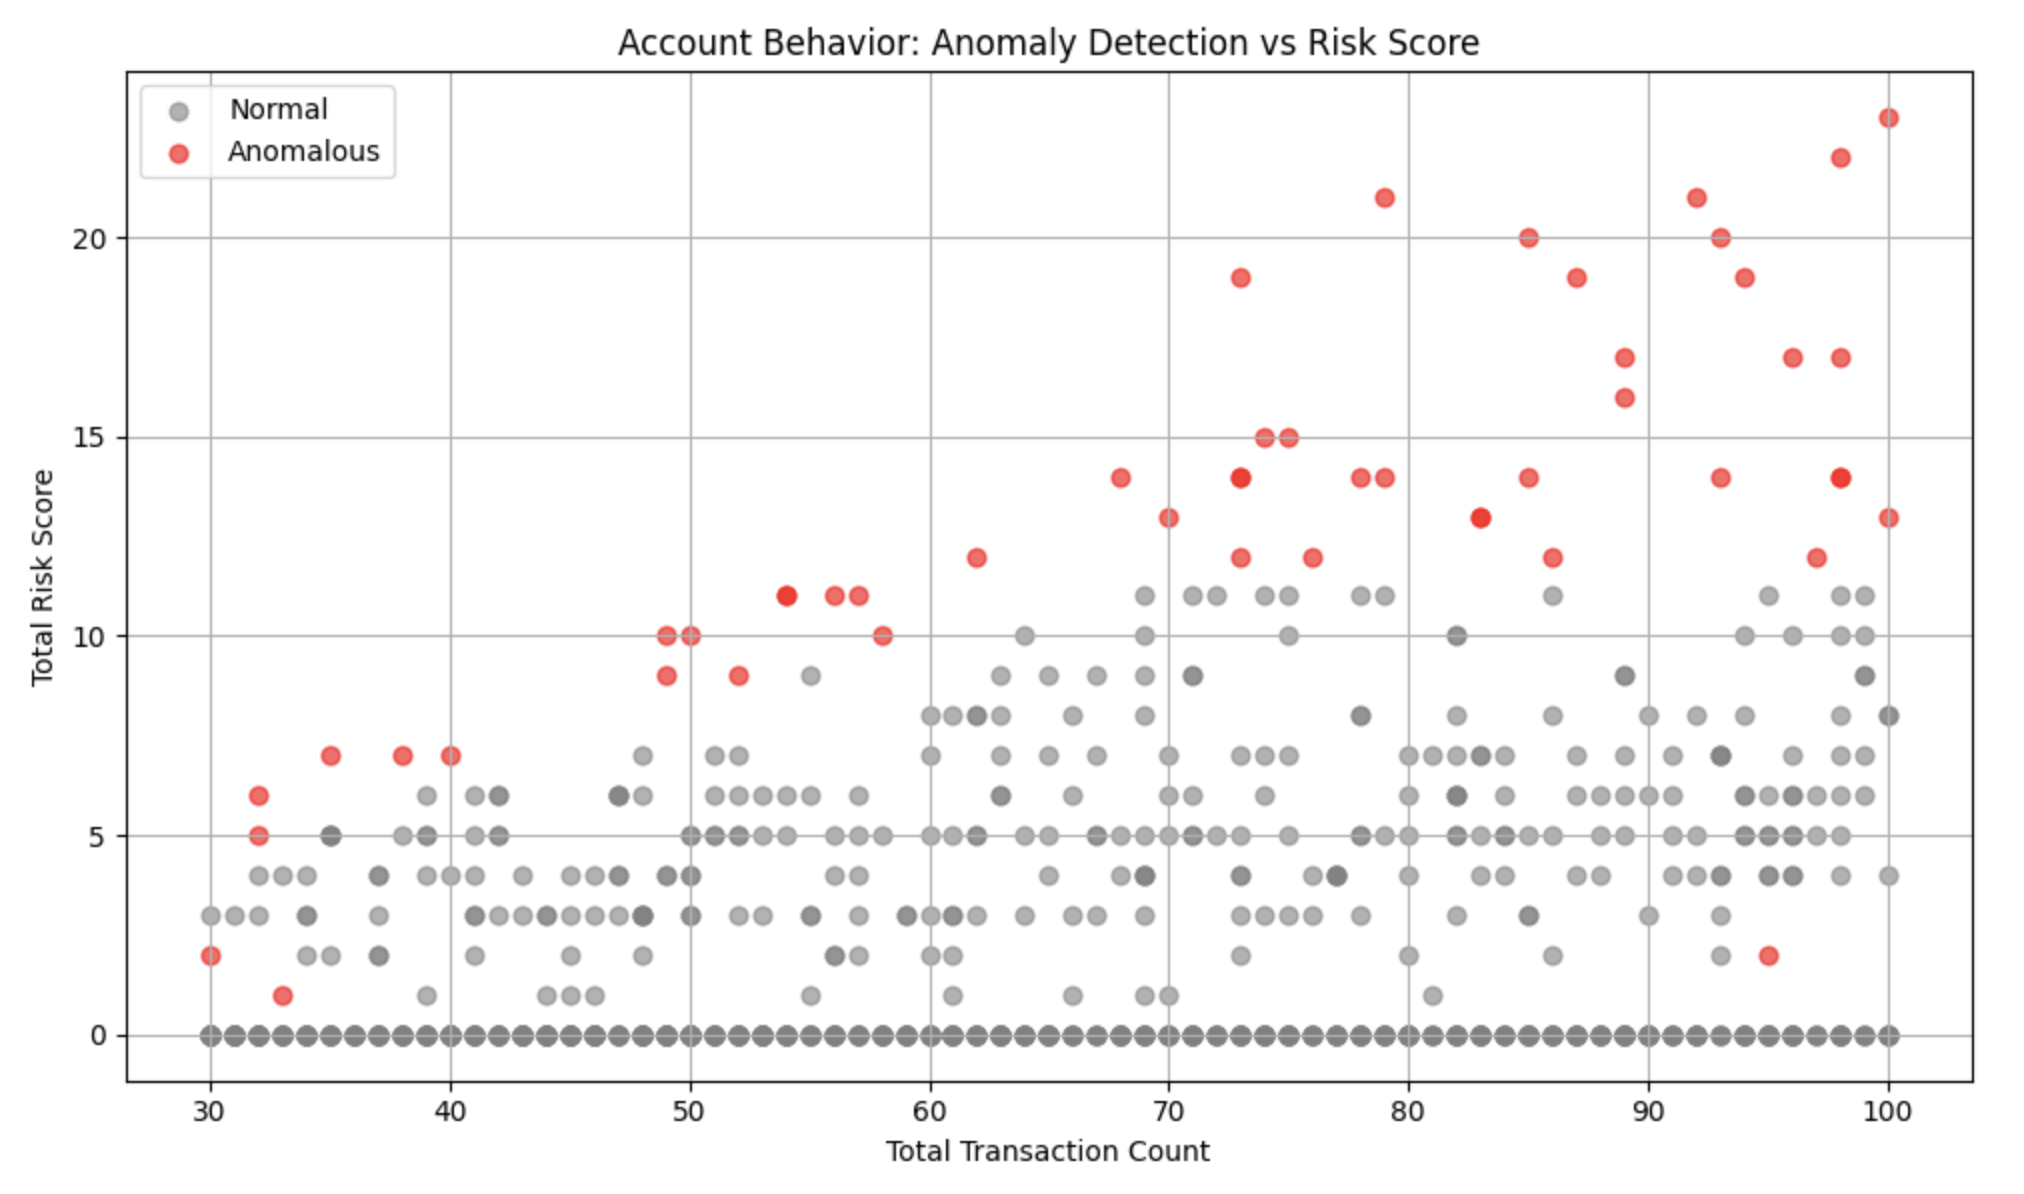 Account Behavior: Anomaly Detection vs Risk Score
Normal
Anomalous
Total Risk Score
20
15
10
5
0
30 40 50 60 70 80 90 100
Total Transaction Count